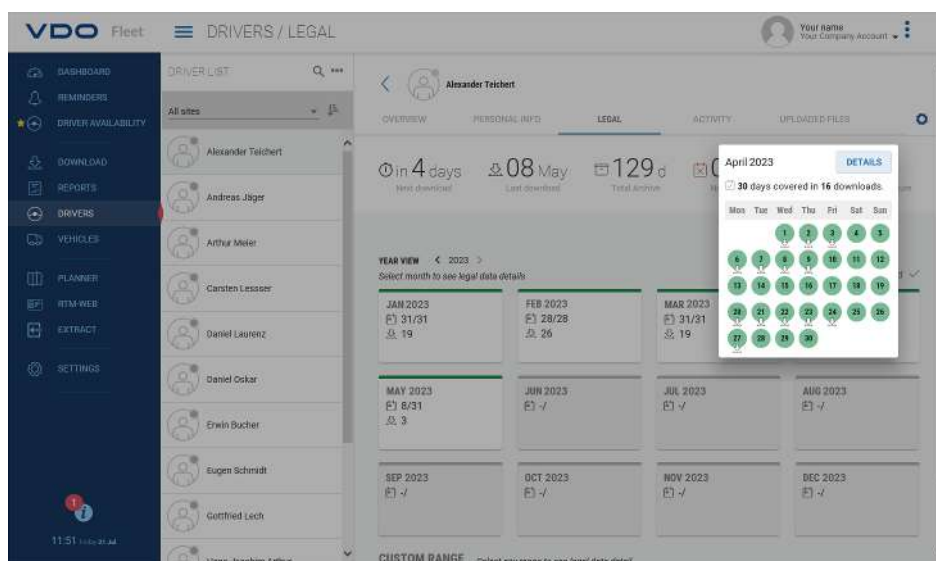 VDO Fleet
DRIVERS / LEGAL
Your name
Your Company Account
DASHBOARD
REMINDERS
DRIVER AVAILABILITY
DOWNLOAD
REPORTS
DRIVERS
VEHICLES
PLANNER
RTM-WEB
EXTRACT
SETTINGS
1
11:51
DRIVER LIST
All sites
Alexander Teichert
Andreas Jäger
Arthur Meier
Carsten Lessser
Daniel Laurenz
Daniel Oskar
Erwin Bucher
Eugen Schmidt
Gottfried Lech
Alexander Teichert
OVERVIEW PERSONAL INFO LEGAL ACTIVITY UPLOADED FILES
in 4 days 08 May 129 d
Next download Last download Total Archive
YEAR VIEW < 2023 >
Select month to see legal data details
JAN 2023
31/31
19
FEB 2023
28/28
26
MAR 2023
31/31
19
April 2023 DETAILS
30 days covered in 16 downloads.
Mon Tue Wed Thu Fri Sat Sun
1 2 3 4 5
6 7 8 9 10 11 12
13 14 15 16 17 18 19
20 21 22 23 24 25 26
27 28 29 30
MAY 2023
8/31
3
JUN 2023
-/
JUL 2023
-/
AUG 2023
-/
SEP 2023
-/
OCT 2023
-/
NOV 2023
-/
DEC 2023
-/
CUSTOM RANGE